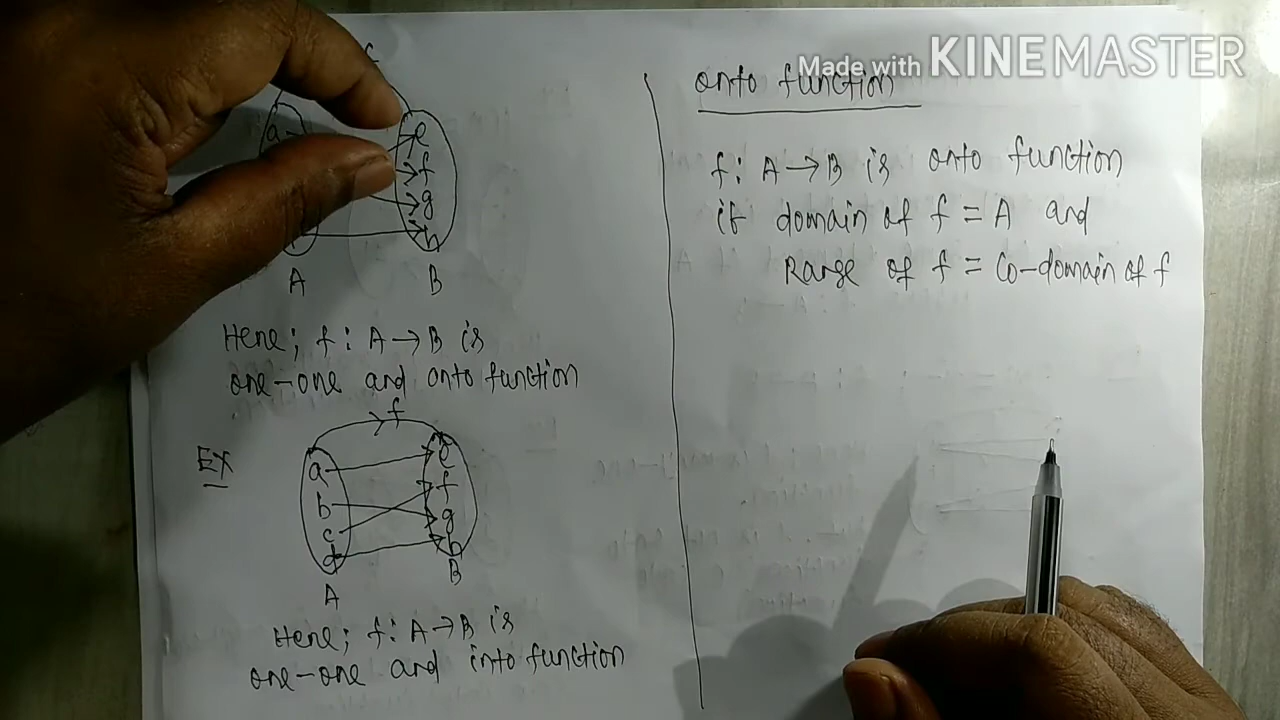 Made with KINEMASTER
f
a
e
f
g
h
A B
Here; f: A→B is
one-one and onto function
f
EX
a e
b f
c g
d h
A B
Here; f: A→B is
one-one and into function
onto function
f: A→B is onto function
if domain of f = A and
Range of f = Co-domain of f